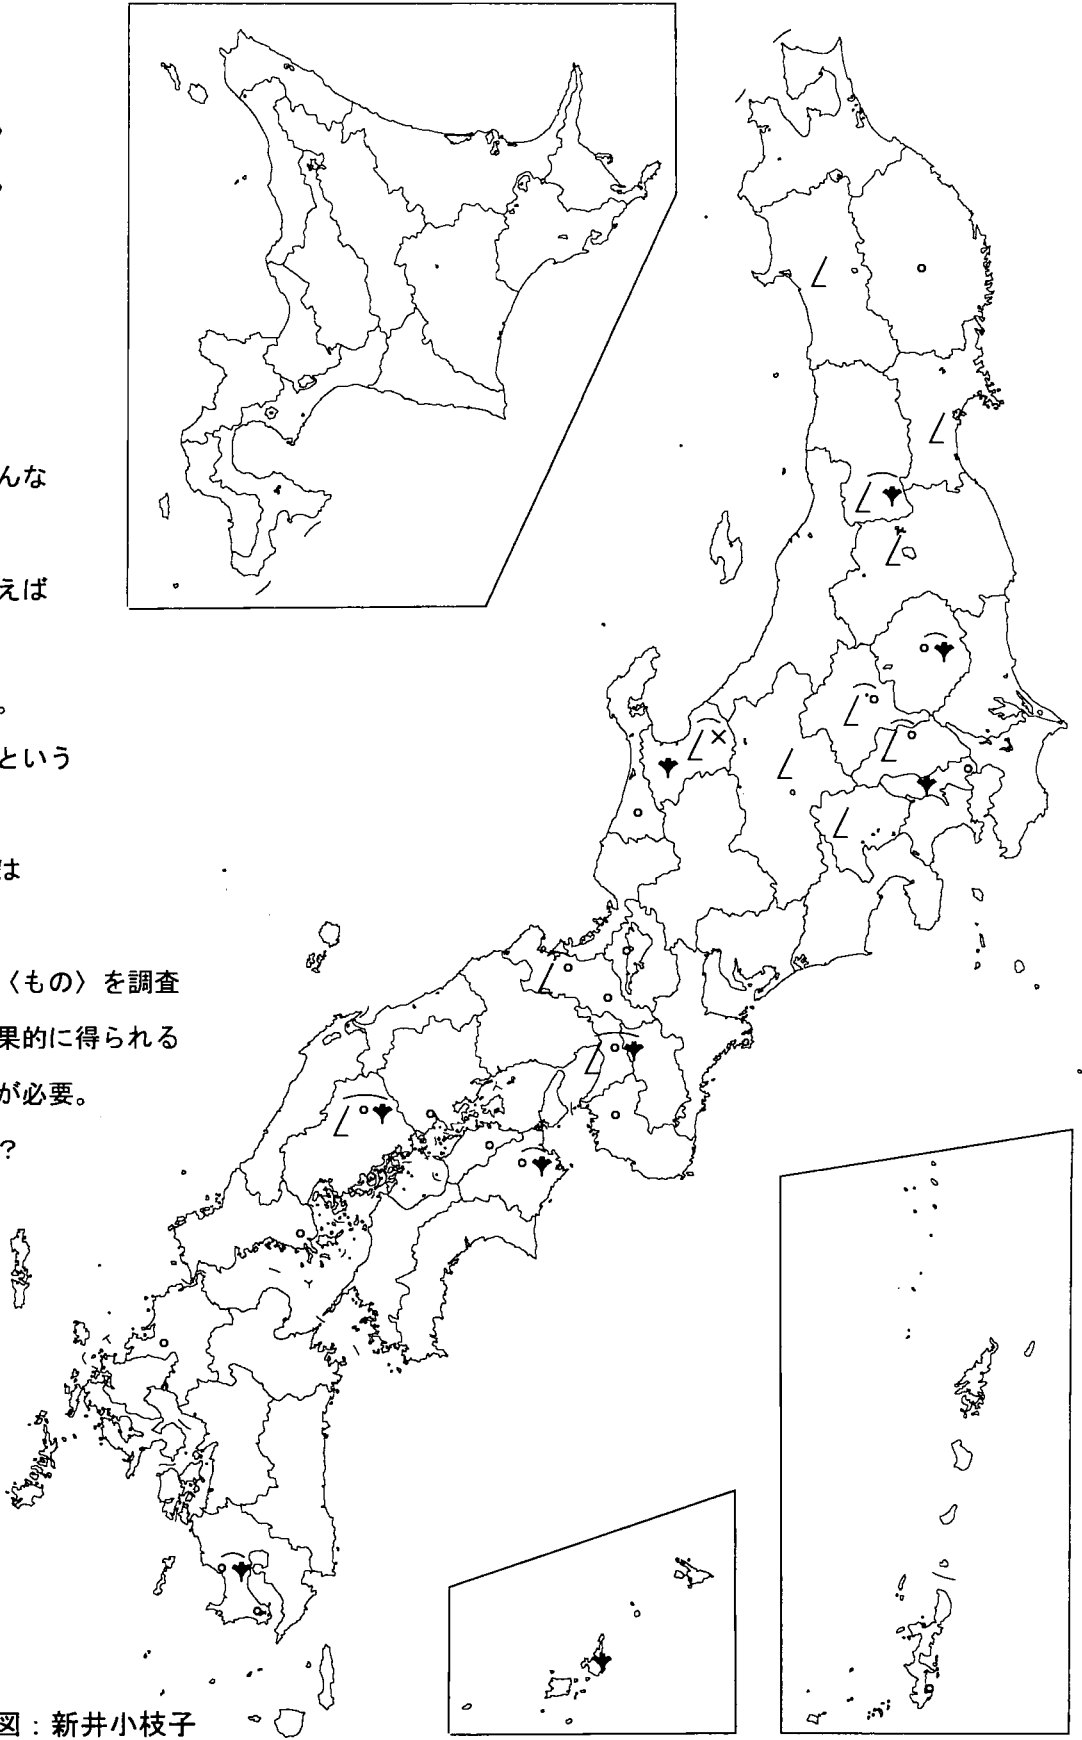 んな
えば
。
という
は
〈もの〉を調査
果的に得られる
が必要。
？
図：新井小枝子